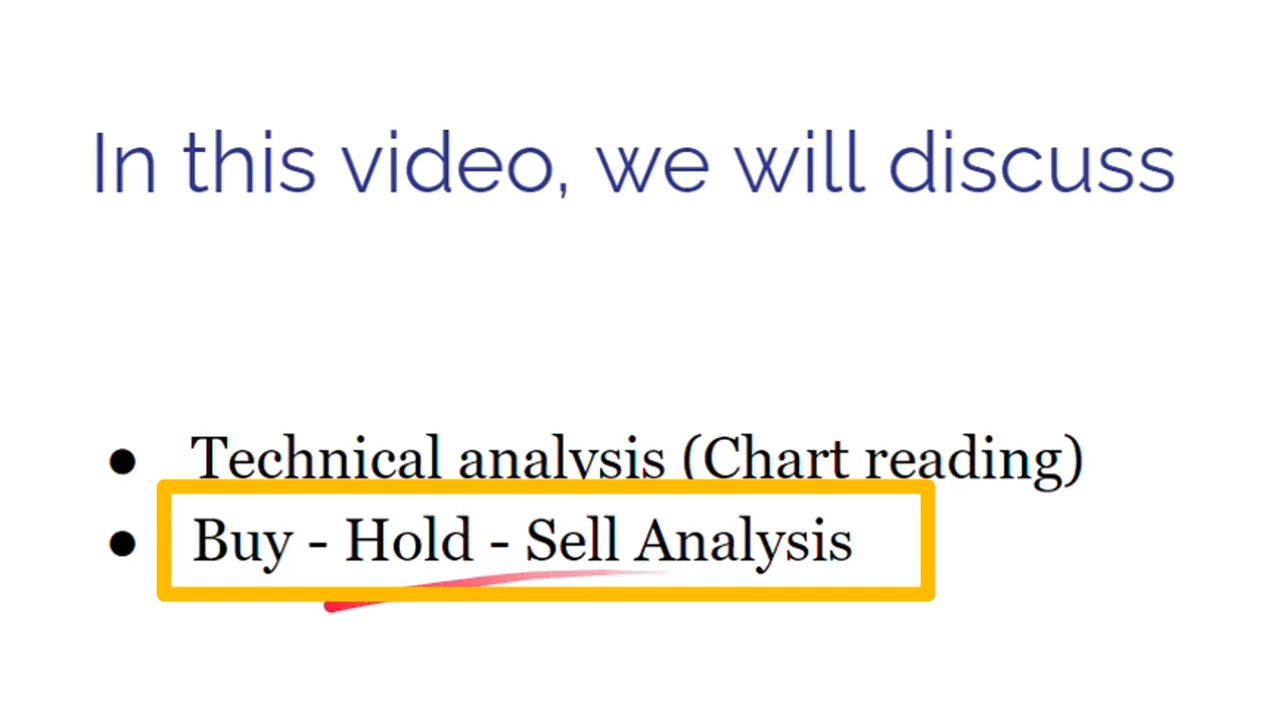 In this video, we will discuss
● Technical analysis (Chart reading)
● Buy - Hold - Sell Analysis